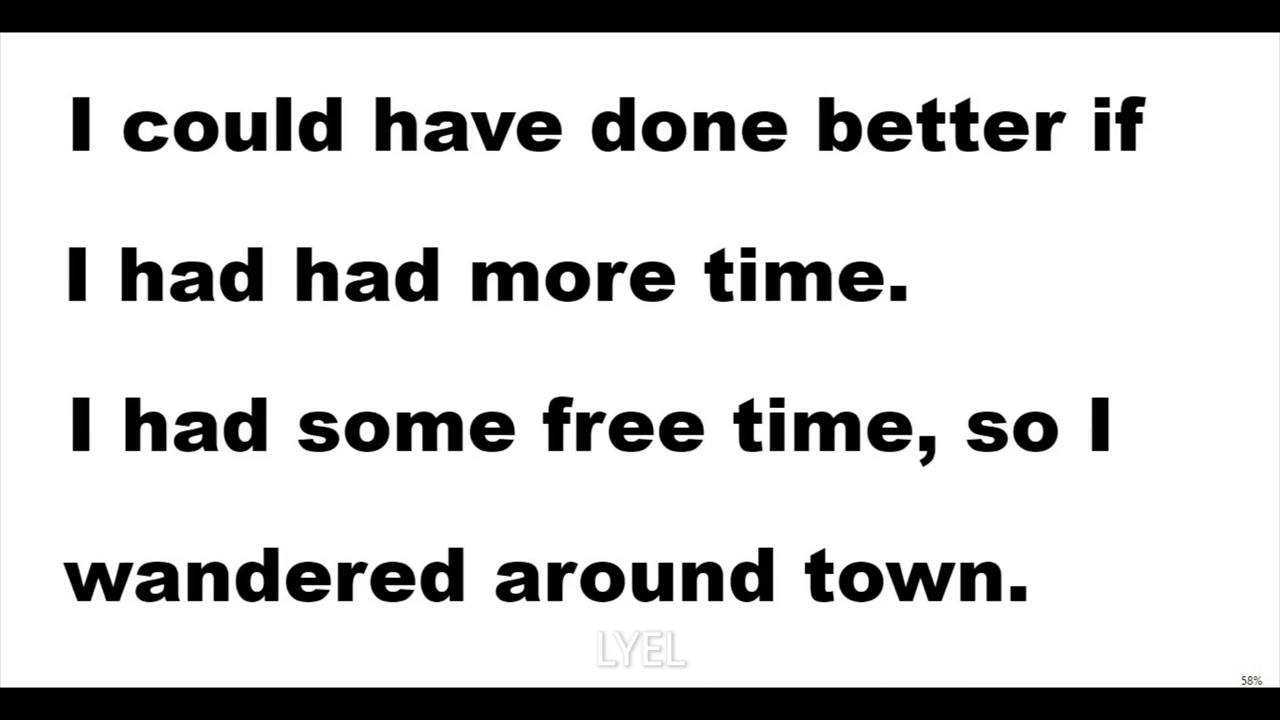 I could have done better if
I had had more time.
I had some free time, so I
wandered around town.
LYEL
58%